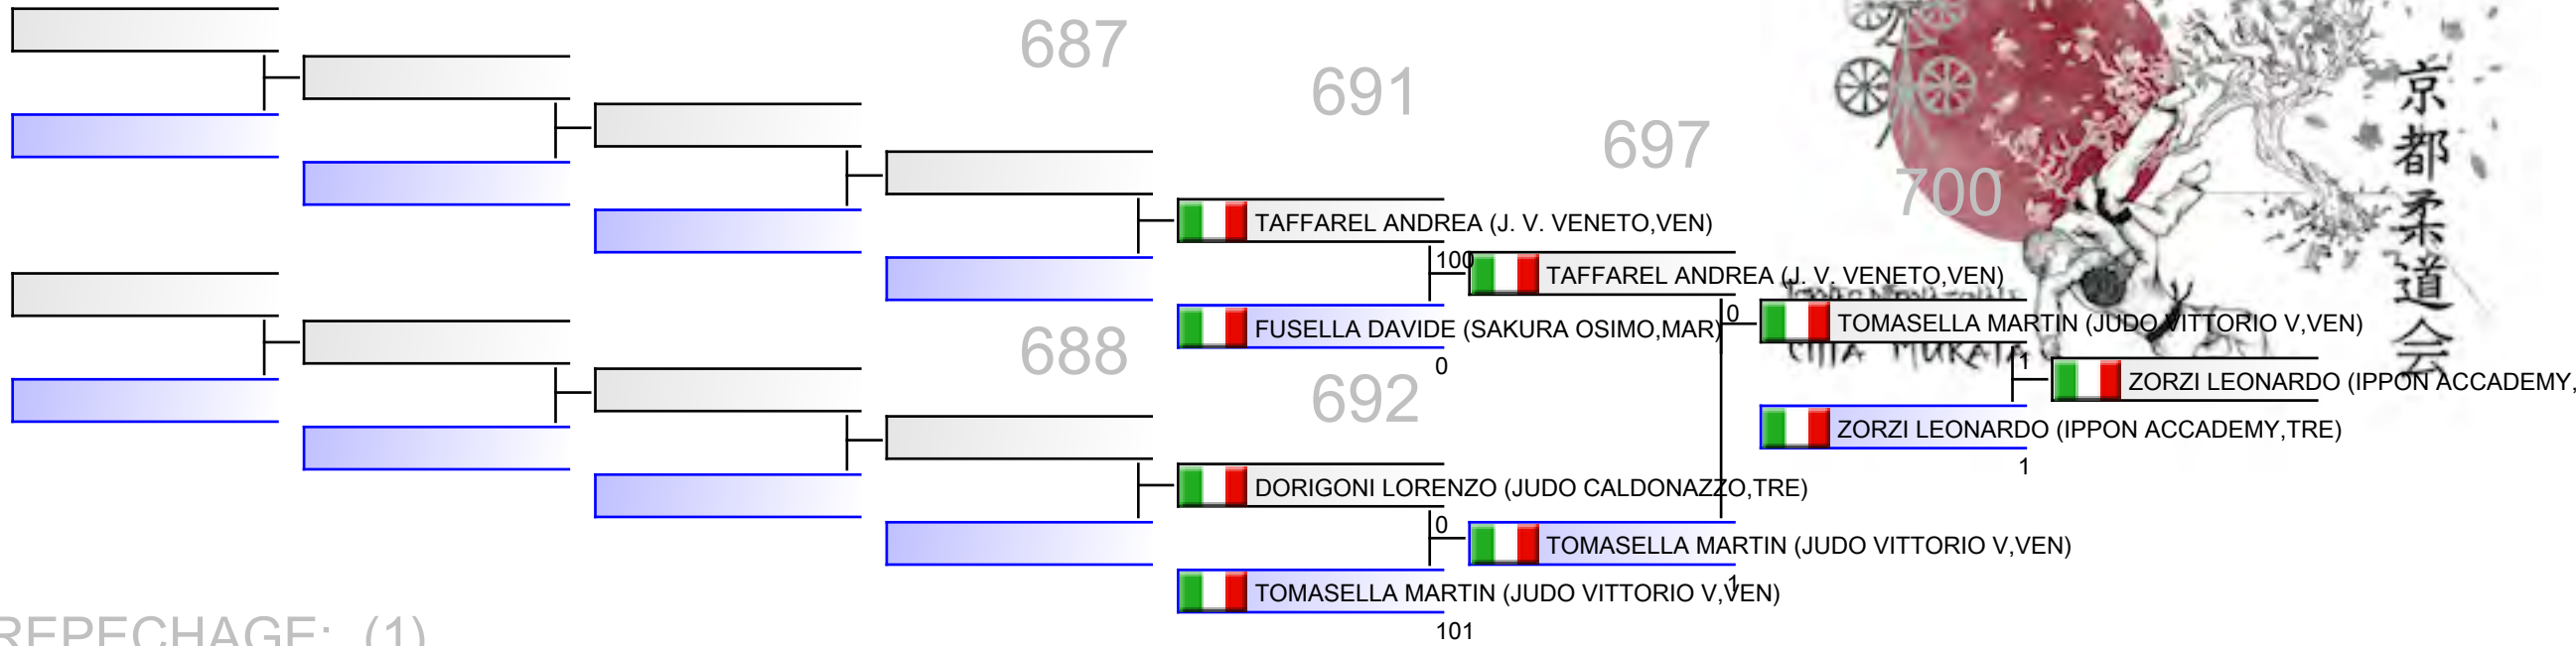 687
691
697
700
京都柔道会
TAFFAREL ANDREA (J. V. VENETO,VEN)
100
TAFFAREL ANDREA (J. V. VENETO,VEN)
FUSELLA DAVIDE (SAKURA OSIMO,MAR)
0
0
TOMASELLA MARTIN (JUDO VITTORIO V,VEN)
1
ZORZI LEONARDO (IPPON ACCADEMY,
ZORZI LEONARDO (IPPON ACCADEMY,TRE)
1
688
692
DORIGONI LORENZO (JUDO CALDONAZZO,TRE)
0
TOMASELLA MARTIN (JUDO VITTORIO V,VEN)
1
TOMASELLA MARTIN (JUDO VITTORIO V,VEN)
101
REPECHAGE: (1)